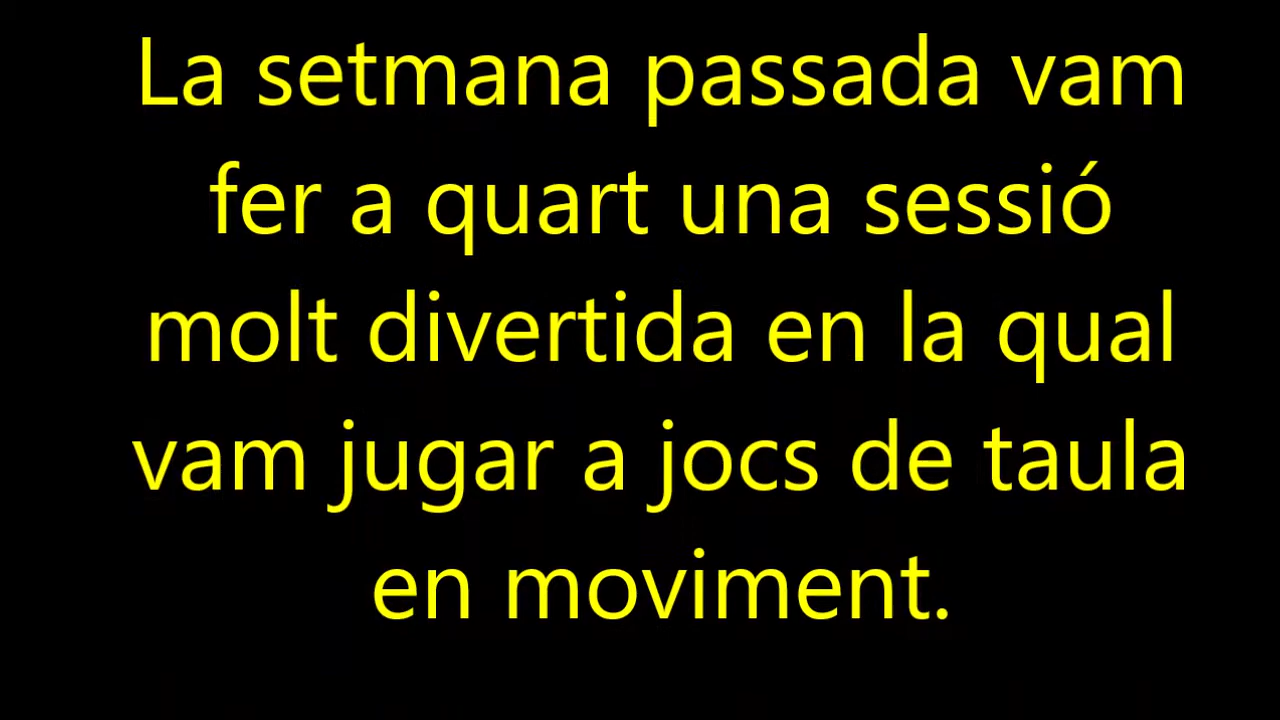 La setmana passada vam
fer a quart una sessió
molt divertida en la qual
vam jugar a jocs de taula
en moviment.